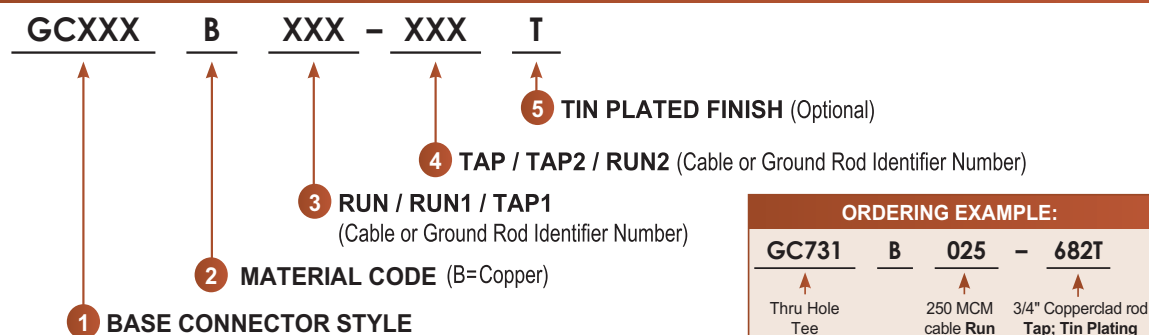 GCXXX B XXX – XXX T
5 TIN PLATED FINISH (Optional)
4 TAP / TAP2 / RUN2 (Cable or Ground Rod Identifier Number)
3 RUN / RUN1 / TAP1
(Cable or Ground Rod Identifier Number)
2 MATERIAL CODE (B=Copper)
1 BASE CONNECTOR STYLE
ORDERING EXAMPLE:
GC731 B 025 – 682T
Thru Hole
Tee
250 MCM
cable Run
3/4" Copperclad rod
Tap; Tin Plating